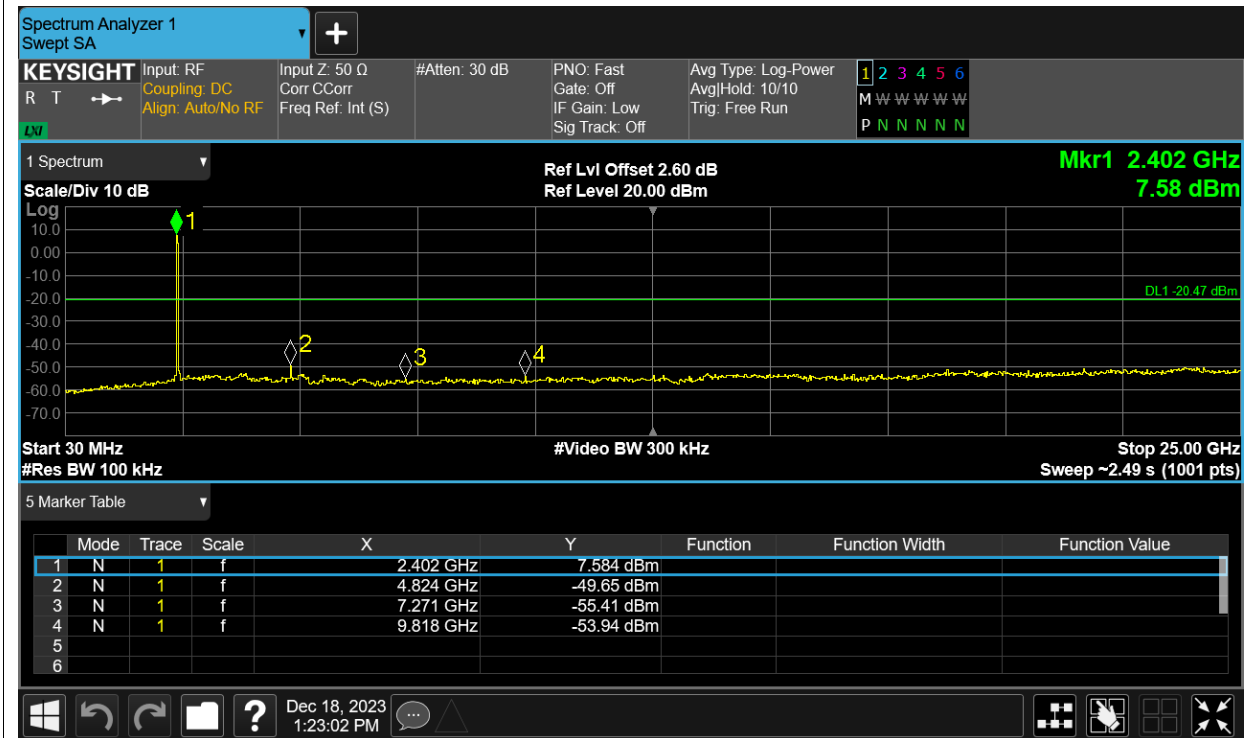 Spectrum Analyzer 1
Swept SA
KEYSIGHT
R T
LXI
Input: RF
Coupling: DC
Align: Auto/No RF
Input Z: 50 Ω
Corr CCorr
Freq Ref: Int (S)
#Atten: 30 dB
PNO: Fast
Gate: Off
IF Gain: Low
Sig Track: Off
Avg Type: Log-Power
Avg|Hold: 10/10
Trig: Free Run
1 2 3 4 5 6
M W W W W W
P N N N N N
1 Spectrum
Scale/Div 10 dB
Ref Lvl Offset 2.60 dB
Ref Level 20.00 dBm
Mkr1 2.402 GHz
7.58 dBm
Log
10.0
0.00
-10.0
-20.0
-30.0
-40.0
-50.0
-60.0
-70.0
1
2
3
4
DL1 -20.47 dBm
Start 30 MHz
#Video BW 300 kHz
Stop 25.00 GHz
#Res BW 100 kHz
Sweep ~2.49 s (1001 pts)
5 Marker Table
Mode Trace Scale X Y Function Function Width Function Value
1 N 1 f 2.402 GHz 7.584 dBm
2 N 1 f 4.824 GHz -49.65 dBm
3 N 1 f 7.271 GHz -55.41 dBm
4 N 1 f 9.818 GHz -53.94 dBm
5
6
?
Dec 18, 2023
1:23:02 PM